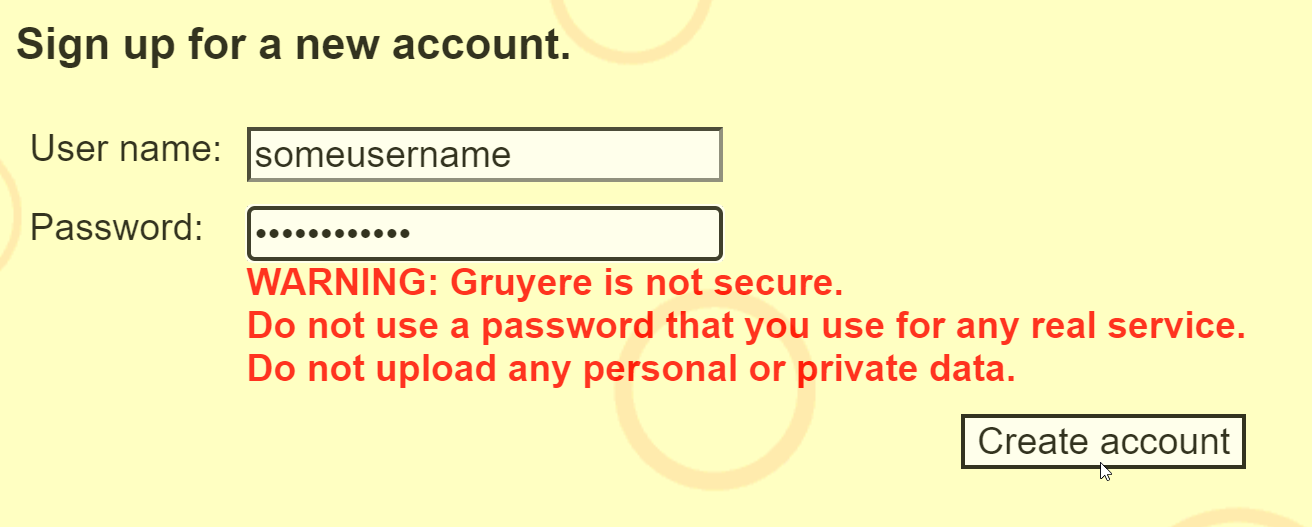 Sign up for a new account.
User name: someusername
Password: ••••••••••••
WARNING: Gruyere is not secure.
Do not use a password that you use for any real service.
Do not upload any personal or private data.
Create account